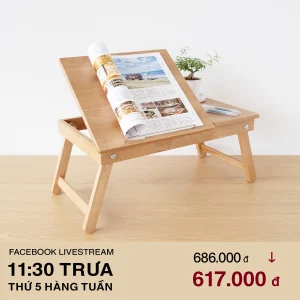 FACEBOOK LIVESTREAM
11:30 TRƯA
THỨ 5 HÀNG TUẦN
686.000 đ ↓
617.000 đ